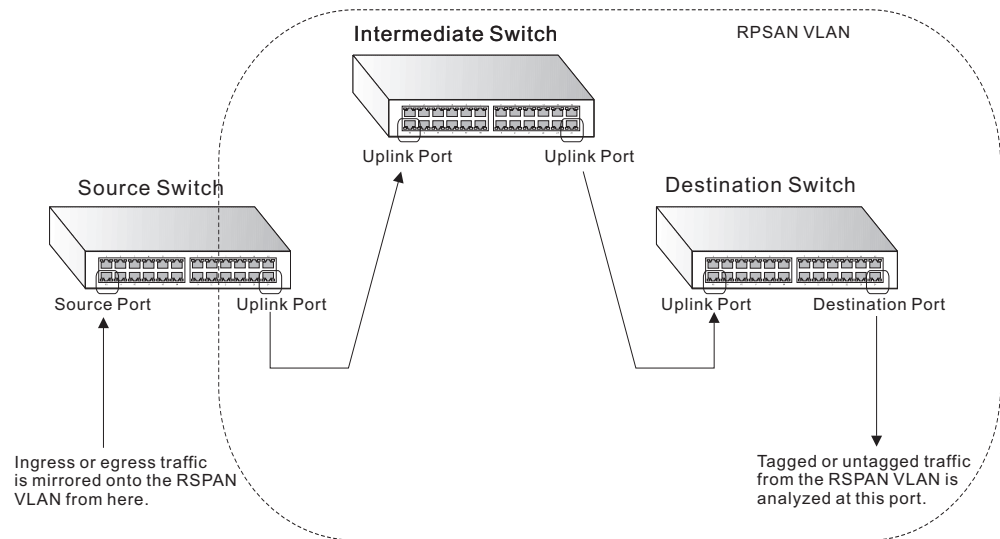 Intermediate Switch
RPSAN VLAN
Uplink Port
Uplink Port
Source Switch
Destination Switch
Source Port
Uplink Port
Uplink Port
Destination Port
Ingress or egress traffic
is mirrored onto the RSPAN
VLAN from here.
Tagged or untagged traffic
from the RSPAN VLAN is
analyzed at this port.